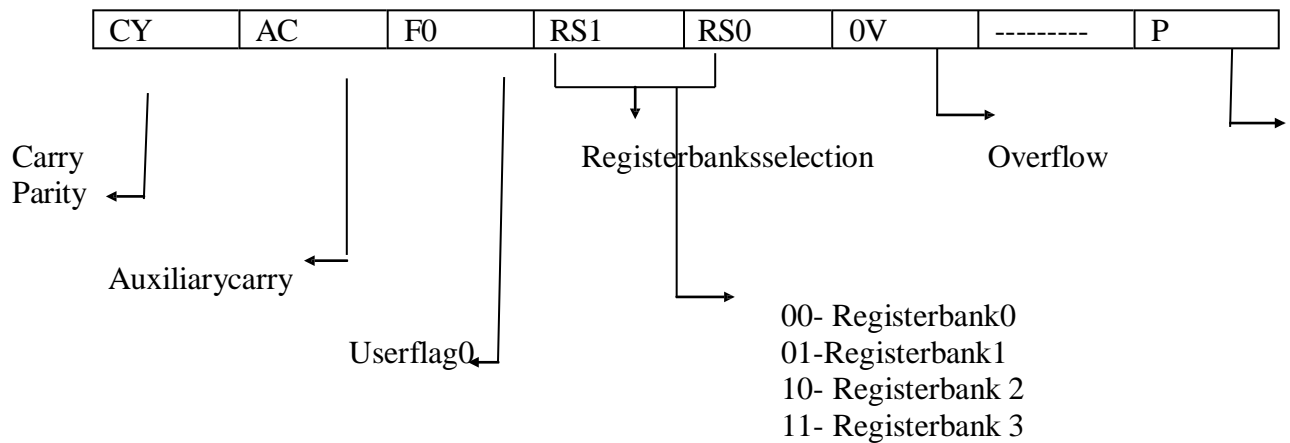 CY AC F0 RS1 RS0 0V --------- P
Carry Registerbanksselection Overflow
Parity
Auxiliarycarry
00- Registerbank0
Userflag0
01-Registerbank1
10- Registerbank 2
11- Registerbank 3